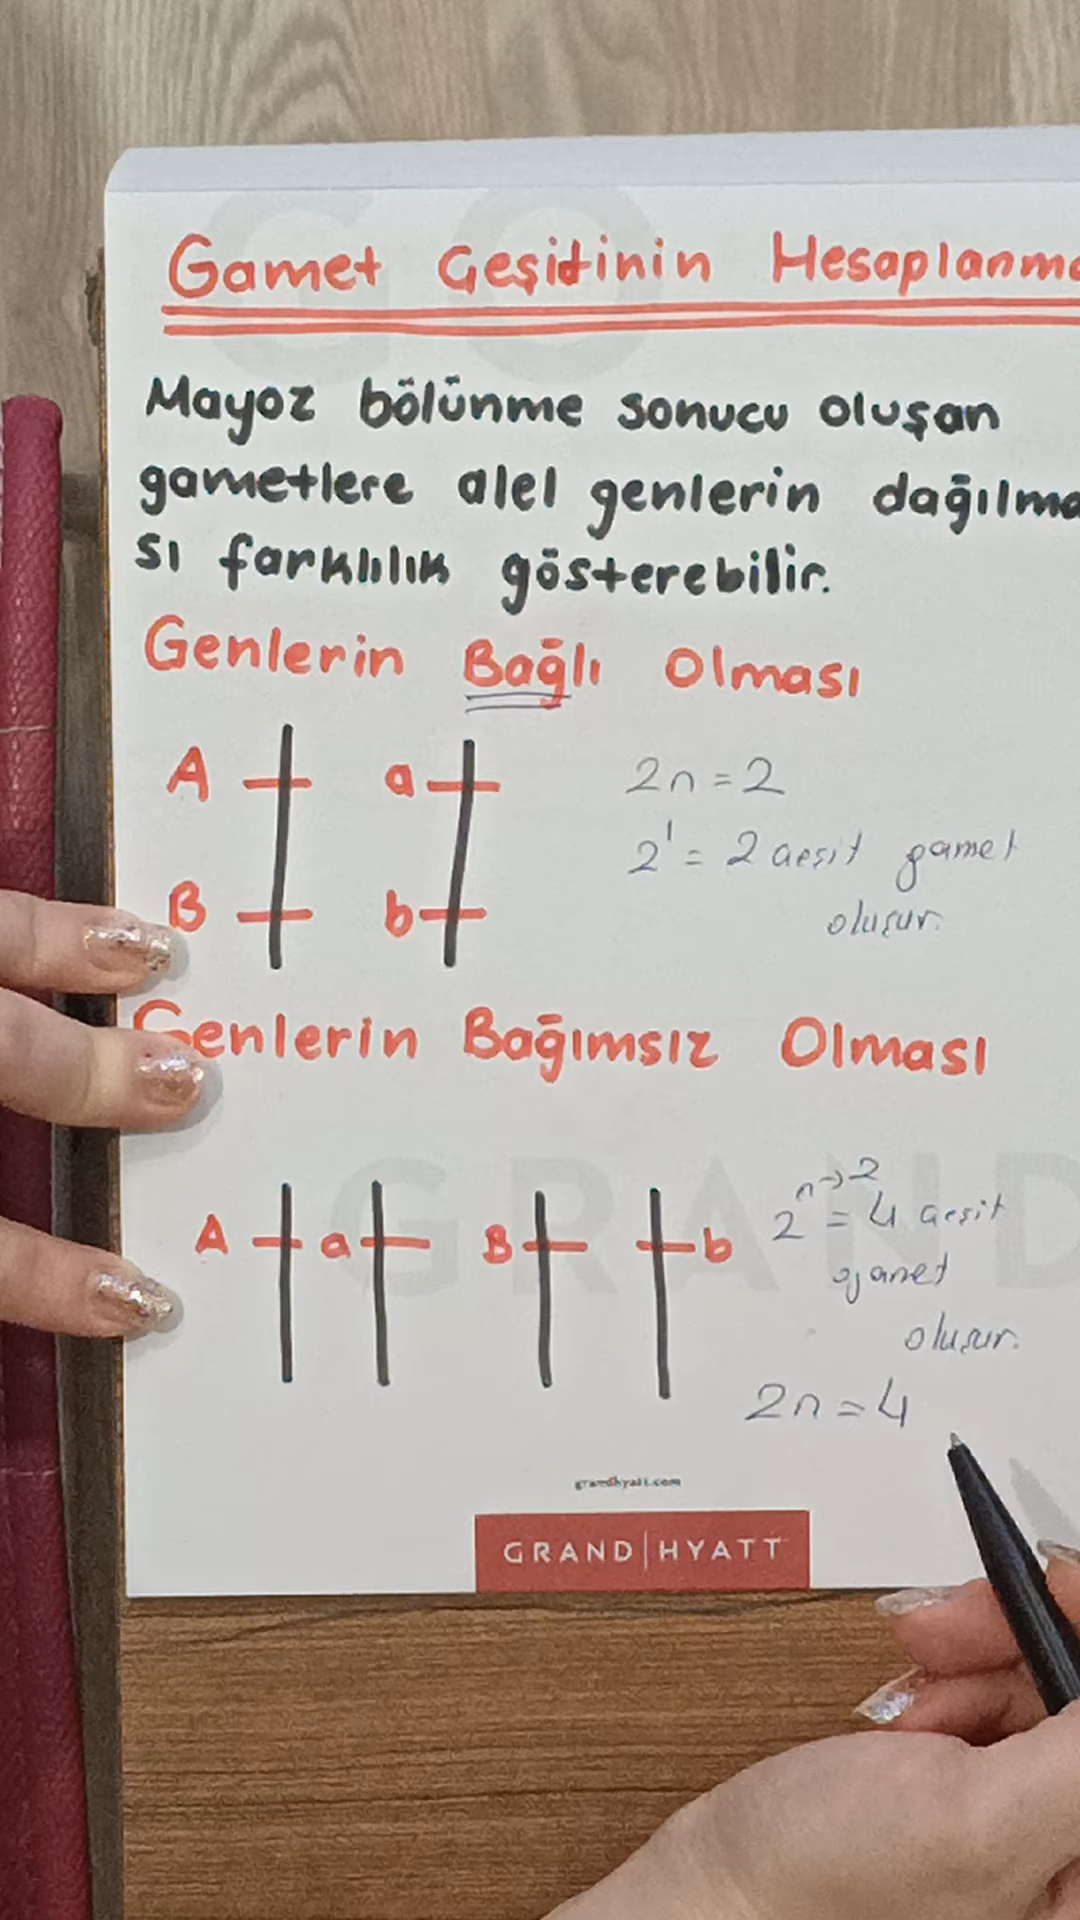 Gamet Çeşidinin Hesaplanma
Mayoz bölünme sonucu oluşan
gametlere alel genlerin dağılma
sı farklılık gösterebilir.
Genlerin Bağlı Olması
A a
B b
2n = 2
2¹ = 2 çeşit gamet
oluşur.
Genlerin Bağımsız Olması
A a B b
n→2
2 = 4 çeşit
gamet
oluşur.
2n = 4
grandhyatt.com
GRAND|HYATT